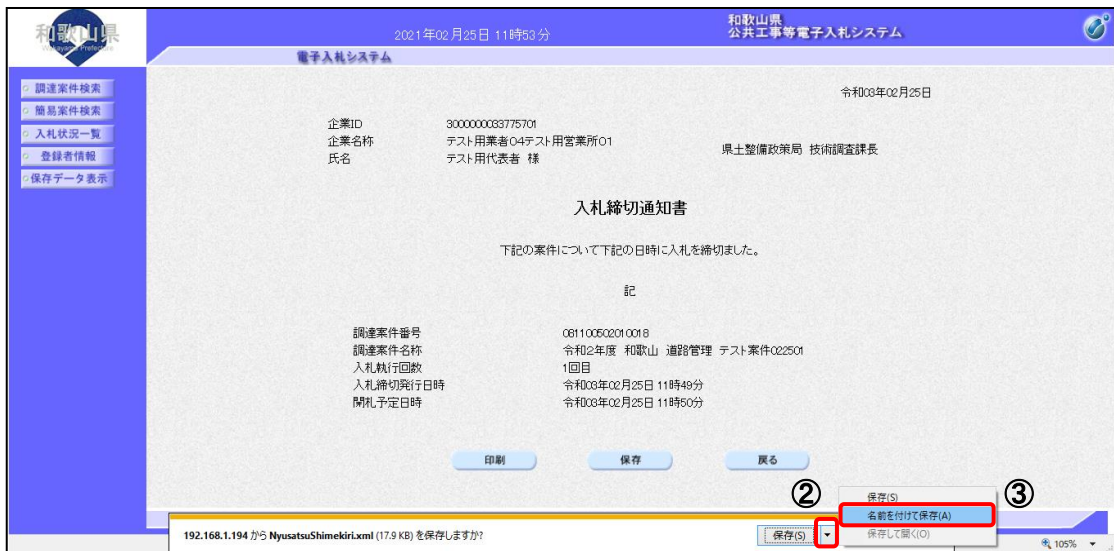 和歌山県
Wakayama Prefecture
2021年02月25日 11時53分
和歌山県
公共工事等電子入札システム
電子入札システム
調達案件検索
簡易案件検索
入札状況一覧
登録者情報
保存データ表示
令和03年02月25日
企業ID 3000000033775701
企業名称 テスト用業者04テスト用営業所01
氏名 テスト用代表者 様
県土整備政策局 技術調査課長
入札締切通知書
下記の案件について下記の日時に入札を締切ました。
記
調達案件番号 081100502010018
調達案件名称 令和2年度 和歌山 道路管理 テスト案件022501
入札執行回数 1回目
入札締切発行日時 令和03年02月25日 11時49分
開札予定日時 令和03年02月25日 11時50分
印刷 保存 戻る
② ③
保存(S)
名前を付けて保存(A)
保存して開く(O)
192.168.1.194 から NyusatsuShimekiri.xml (17.9 KB) を保存しますか?
保存(S) ▼
105% ▼